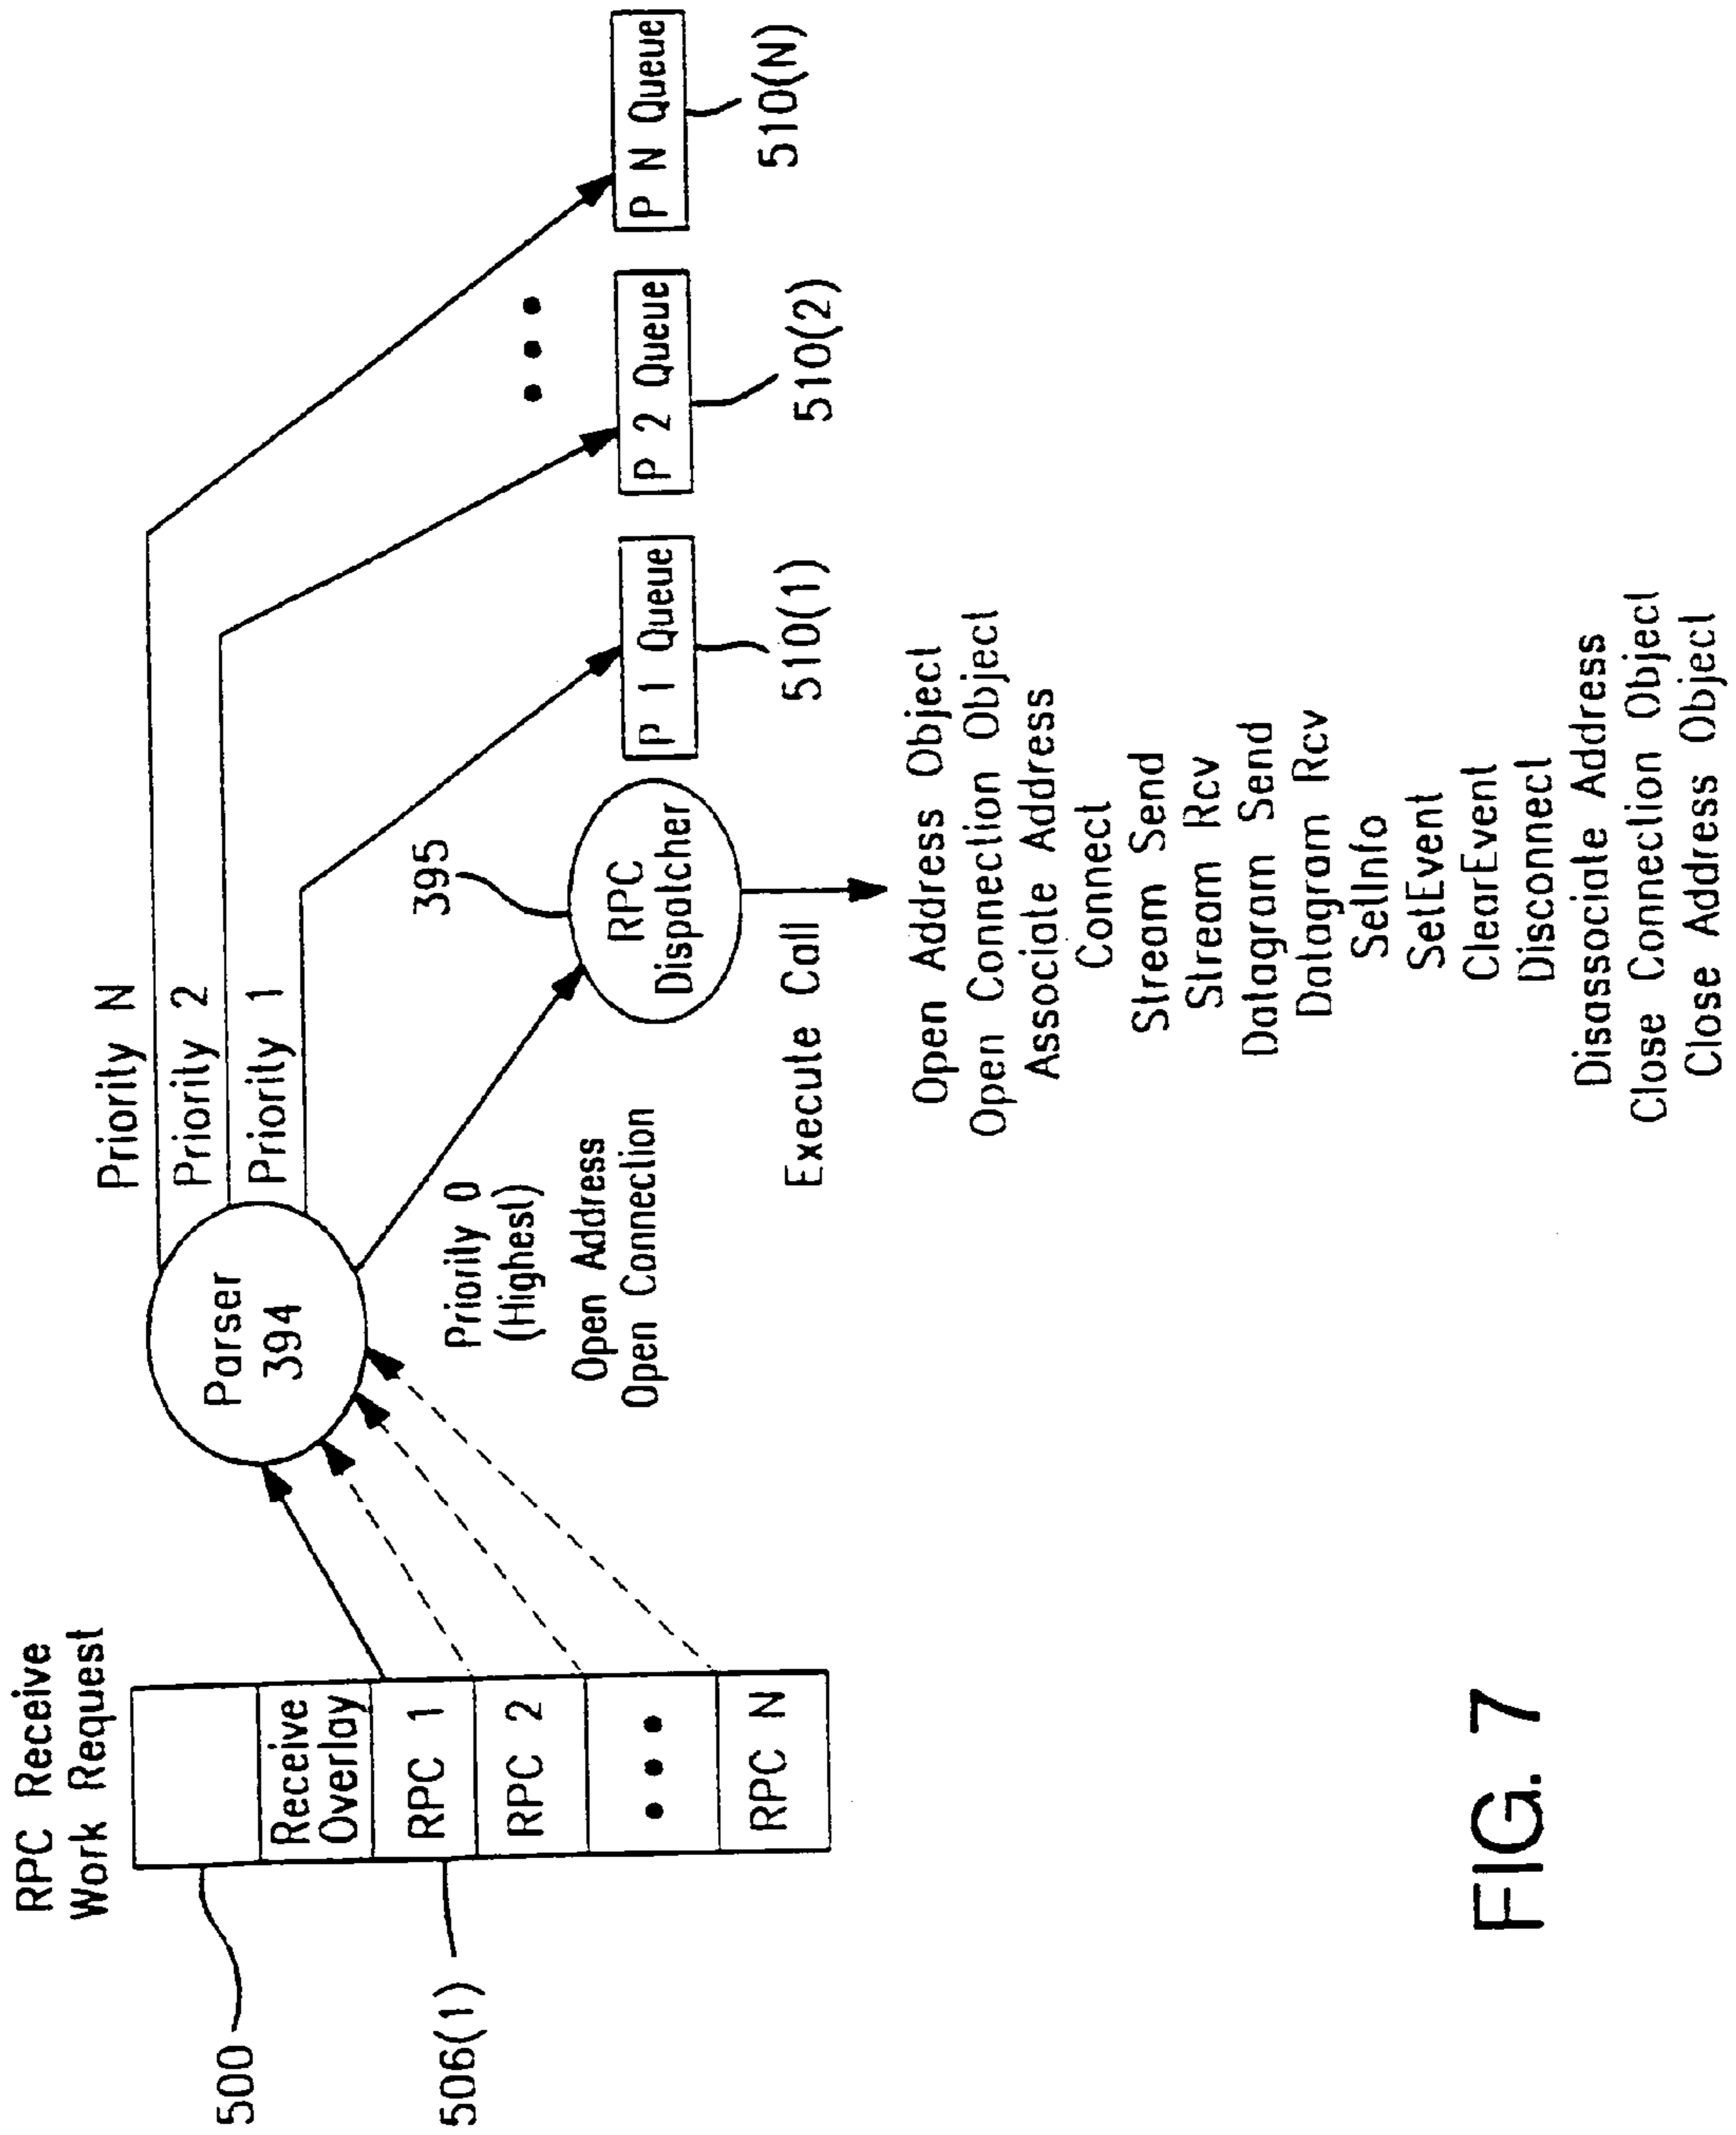 RPC Receive
Work Request
500
506(1)
Receive
Overlay
RPC 1
RPC 2
RPC N
Parser
394
Priority N
Priority 2
Priority 1
Priority 0
(Highest)
Open Address
Open Connection
395
RPC
Dispatcher
P 1 Queue
510(1)
P 2 Queue
510(2)
P N Queue
510(N)
Execute Call
Open Address Object
Open Connection Object
Associate Address
Connect
Stream Send
Stream Rcv
Datagram Send
Datagram Rcv
SetInfo
SetEvent
ClearEvent
Disconnect
Disassociate Address
Close Connection Object
Close Address Object
FIG. 7